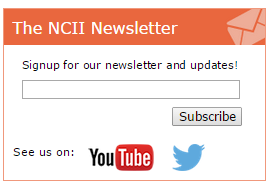 The NCII Newsletter
Signup for our newsletter and updates!
Subscribe
See us on: YouTube